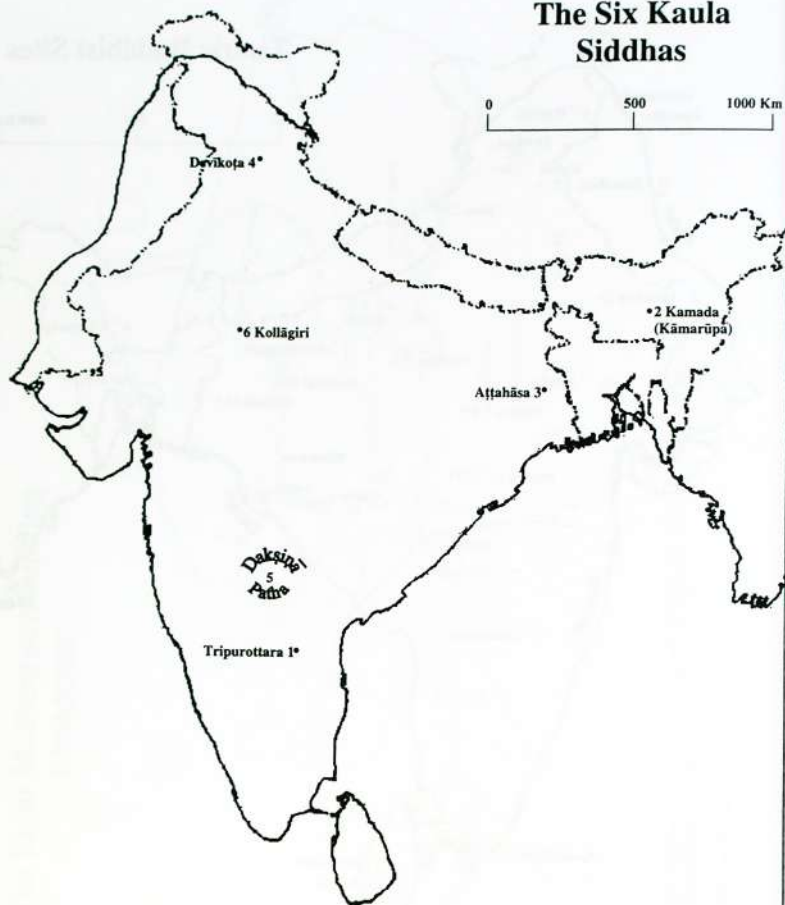 The Six Kaula
Siddhas
0 500 1000 Km
Devīkoṭa 4
6 Kollāgiri
2 Kamada
(Kāmarūpa)
Aṭṭahāsa 3
Dakṣiṇā
5
Patha
Tripurottara 1